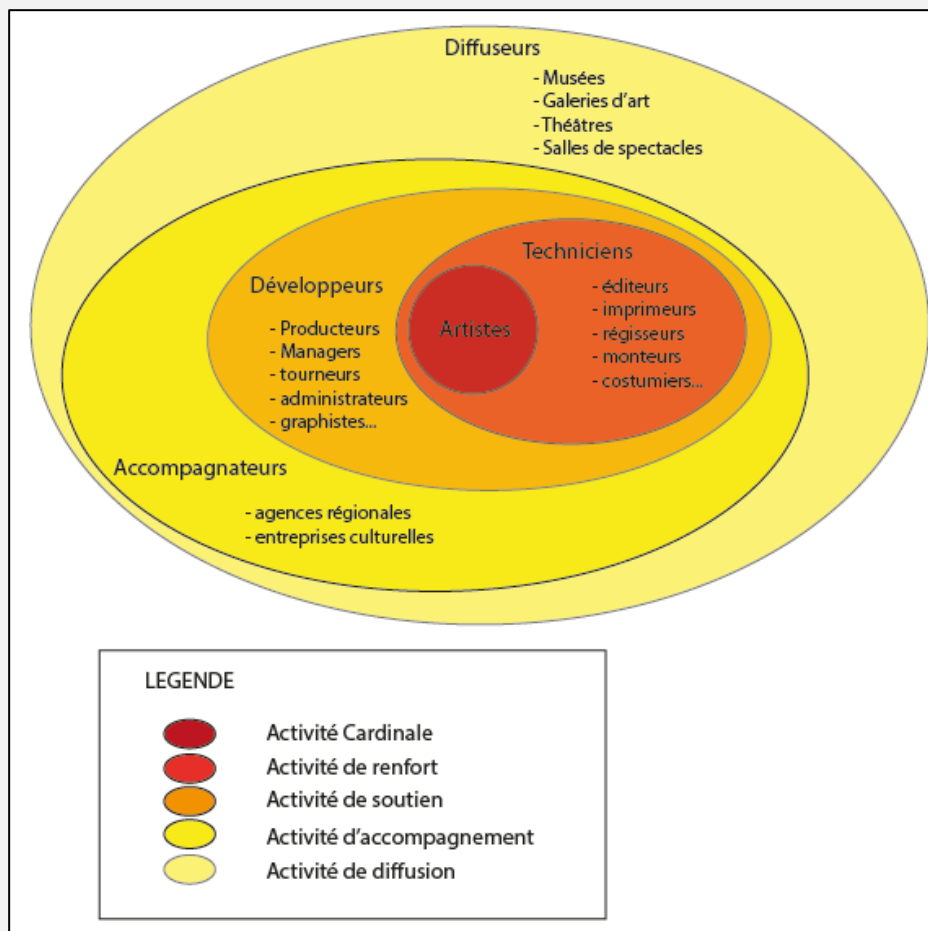 Diffuseurs
- Musées
- Galeries d'art
- Théâtres
- Salles de spectacles
Techniciens
- éditeurs
- imprimeurs
- régisseurs
- monteurs
- costumiers...
Artistes
Développeurs
- Producteurs
- Managers
- tourneurs
- administrateurs
- graphistes...
Accompagnateurs
- agences régionales
- entreprises culturelles
LEGENDE
Activité Cardinale
Activité de renfort
Activité de soutien
Activité d'accompagnement
Activité de diffusion